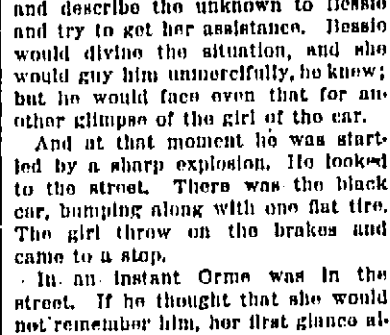 and describe the unknown to Bessie
and try to get her assistance. Bessie
would divine the situation, and she
would guy him unmercifully, he knew;
but he would face even that for an-
other glimpse of the girl of the car.
And at that moment he was start-
led by a sharp explosion. He looked
to the street. There was the black
car, bumping along with one flat tire.
The girl throw on the brakes and
came to a stop.
In an instant Orme was in the
street. If he thought that she would
not remember him, her first glance al-